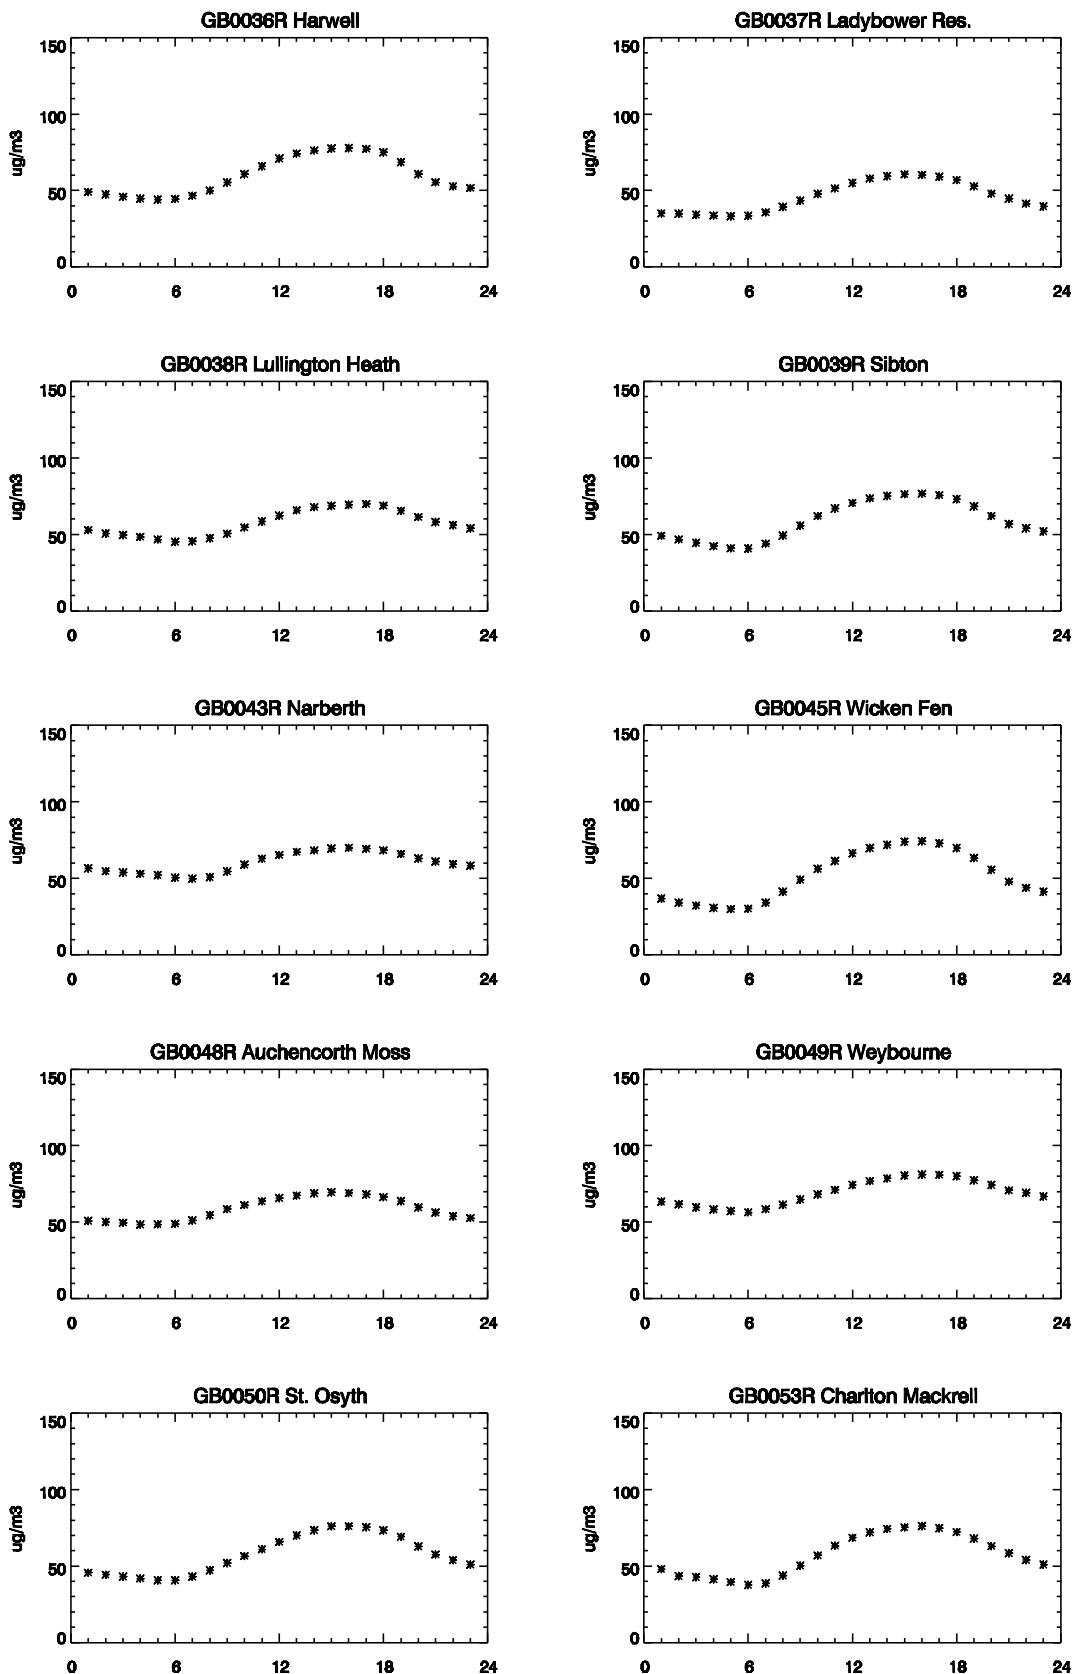 GB0036R Harwell
150
100
50
0
ug/m3
0 6 12 18 24
GB0037R Ladybower Res.
150
100
50
0
ug/m3
0 6 12 18 24
GB0038R Lullington Heath
150
100
50
0
ug/m3
0 6 12 18 24
GB0039R Sibton
150
100
50
0
ug/m3
0 6 12 18 24
GB0043R Narberth
150
100
50
0
ug/m3
0 6 12 18 24
GB0045R Wicken Fen
150
100
50
0
ug/m3
0 6 12 18 24
GB0048R Auchencorth Moss
150
100
50
0
ug/m3
0 6 12 18 24
GB0049R Weybourne
150
100
50
0
ug/m3
0 6 12 18 24
GB0050R St. Osyth
150
100
50
0
ug/m3
0 6 12 18 24
GB0053R Charlton Mackrell
150
100
50
0
ug/m3
0 6 12 18 24